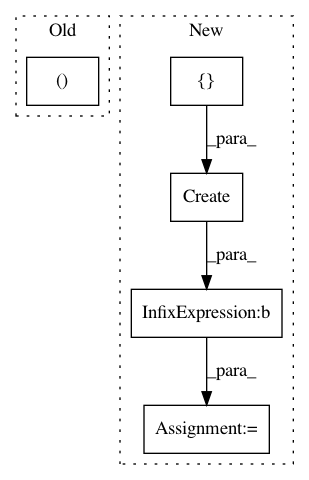 Old
New
()
{}
_para_
Create
_para_
InfixExpression:b
_para_
Assignment:=